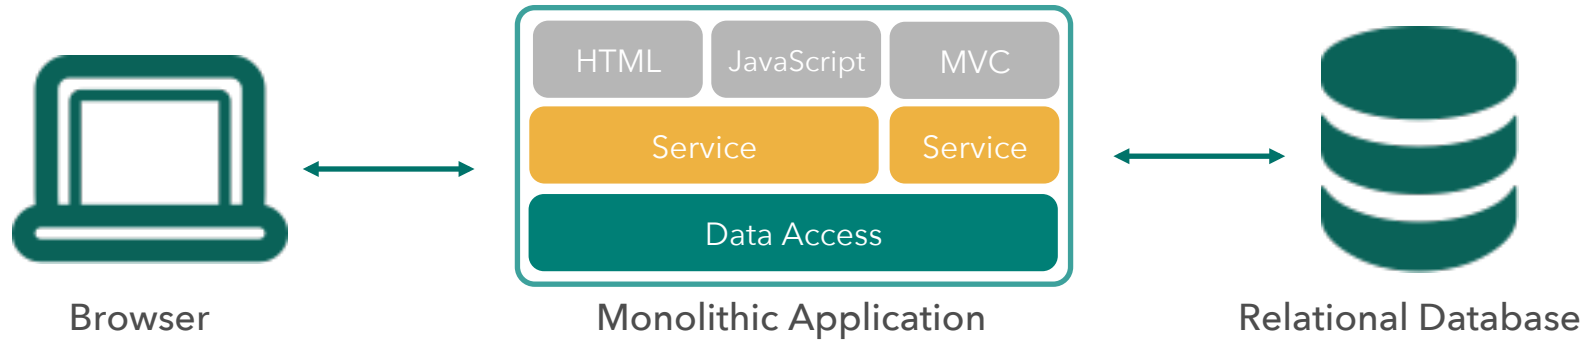 HTML
JavaScript
MVC
Service
Service
Data Access
Browser
Monolithic Application
Relational Database